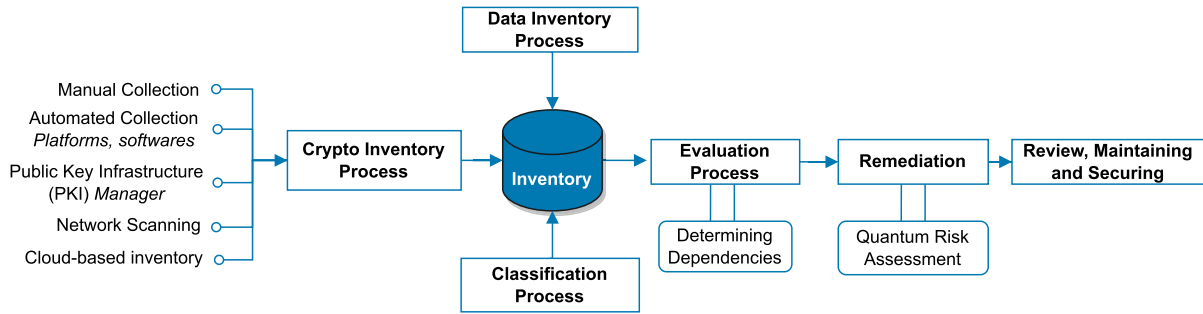 Data Inventory
Process
Manual Collection
Automated Collection
Platforms, softwares
Public Key Infrastructure
(PKI) Manager
Network Scanning
Cloud-based inventory
Crypto Inventory
Process
Inventory
Classification
Process
Evaluation
Process
Determining
Dependencies
Remediation
Quantum Risk
Assessment
Review, Maintaining
and Securing